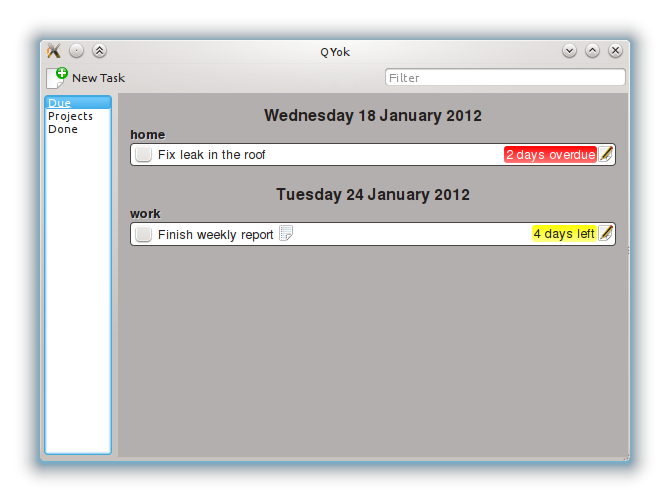 QYok
New Task
Filter
Due
Projects
Done
Wednesday 18 January 2012
home
Fix leak in the roof 2 days overdue
Tuesday 24 January 2012
work
Finish weekly report 4 days left